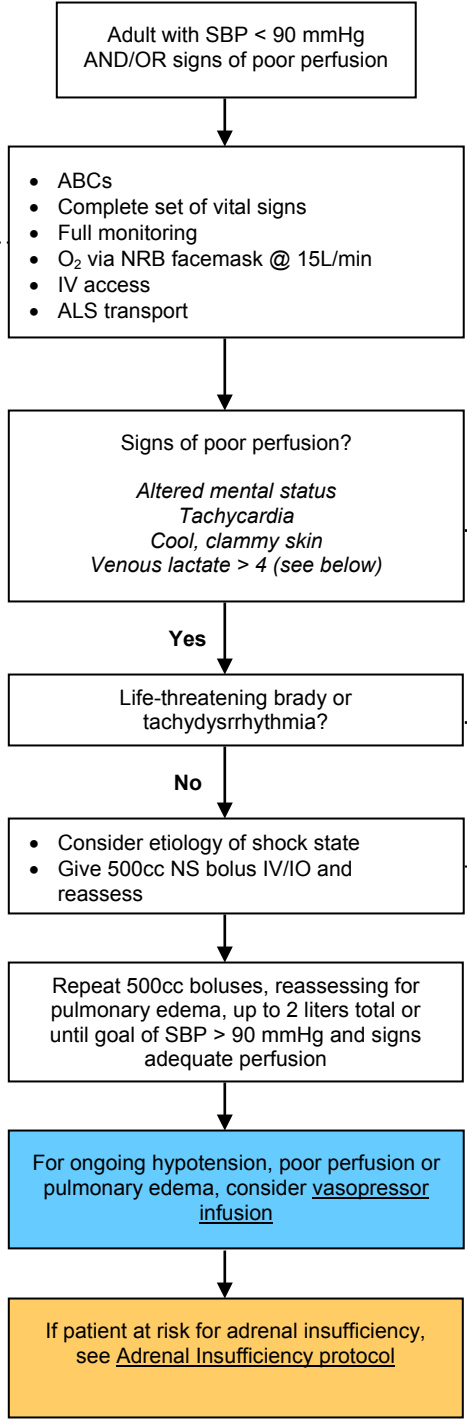 Adult with SBP < 90 mmHg
AND/OR signs of poor perfusion
• ABCs
• Complete set of vital signs
• Full monitoring
• O₂ via NRB facemask @ 15L/min
• IV access
• ALS transport
Signs of poor perfusion?
Altered mental status
Tachycardia
Cool, clammy skin
Venous lactate > 4 (see below)
Yes
Life-threatening brady or
tachydysrrhythmia?
No
• Consider etiology of shock state
• Give 500cc NS bolus IV/IO and
reassess
Repeat 500cc boluses, reassessing for
pulmonary edema, up to 2 liters total or
until goal of SBP > 90 mmHg and signs
adequate perfusion
For ongoing hypotension, poor perfusion or
pulmonary edema, consider vasopressor
infusion
If patient at risk for adrenal insufficiency,
see Adrenal Insufficiency protocol